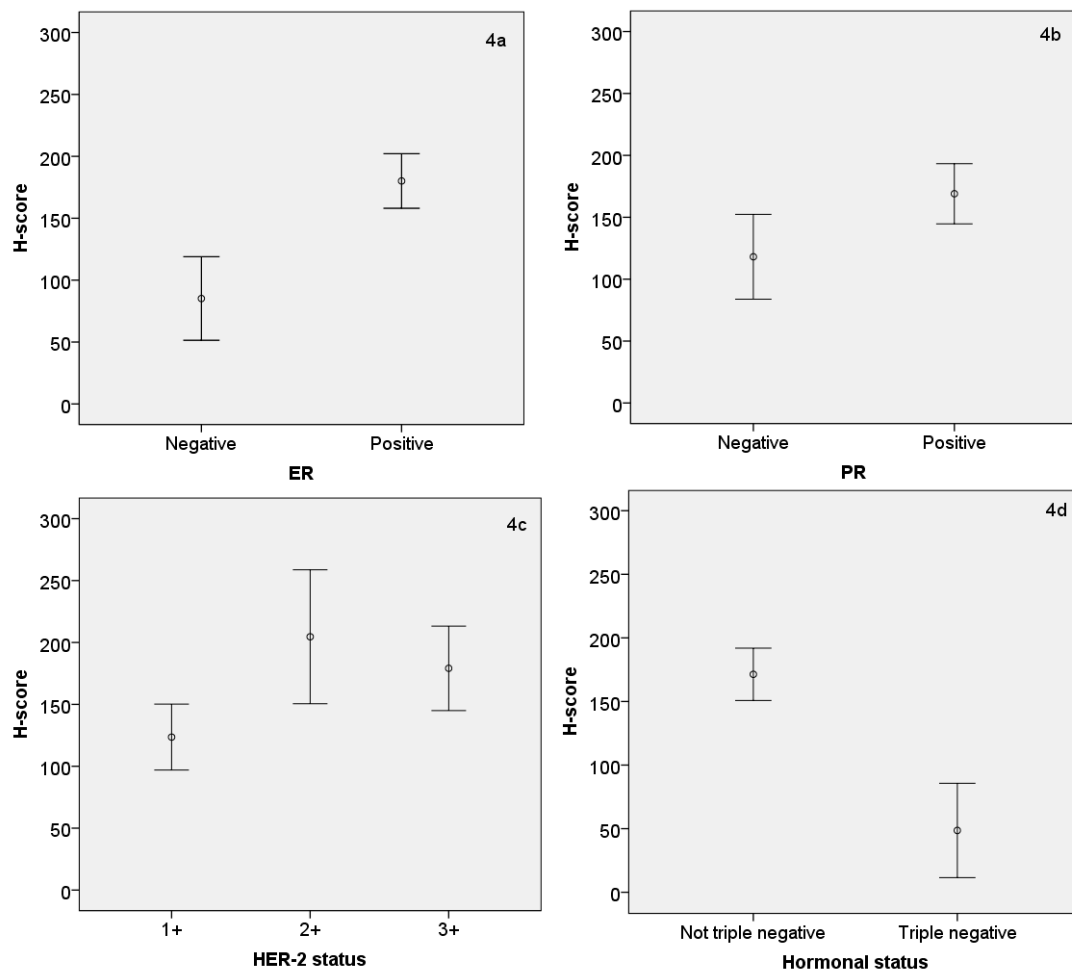 4a
300
250
200
150
100
50
0
H-score
Negative Positive
ER
4b
300
250
200
150
100
50
0
H-score
Negative Positive
PR
4c
300
250
200
150
100
50
0
H-score
1+ 2+ 3+
HER-2 status
4d
300
250
200
150
100
50
0
H-score
Not triple negative Triple negative
Hormonal status